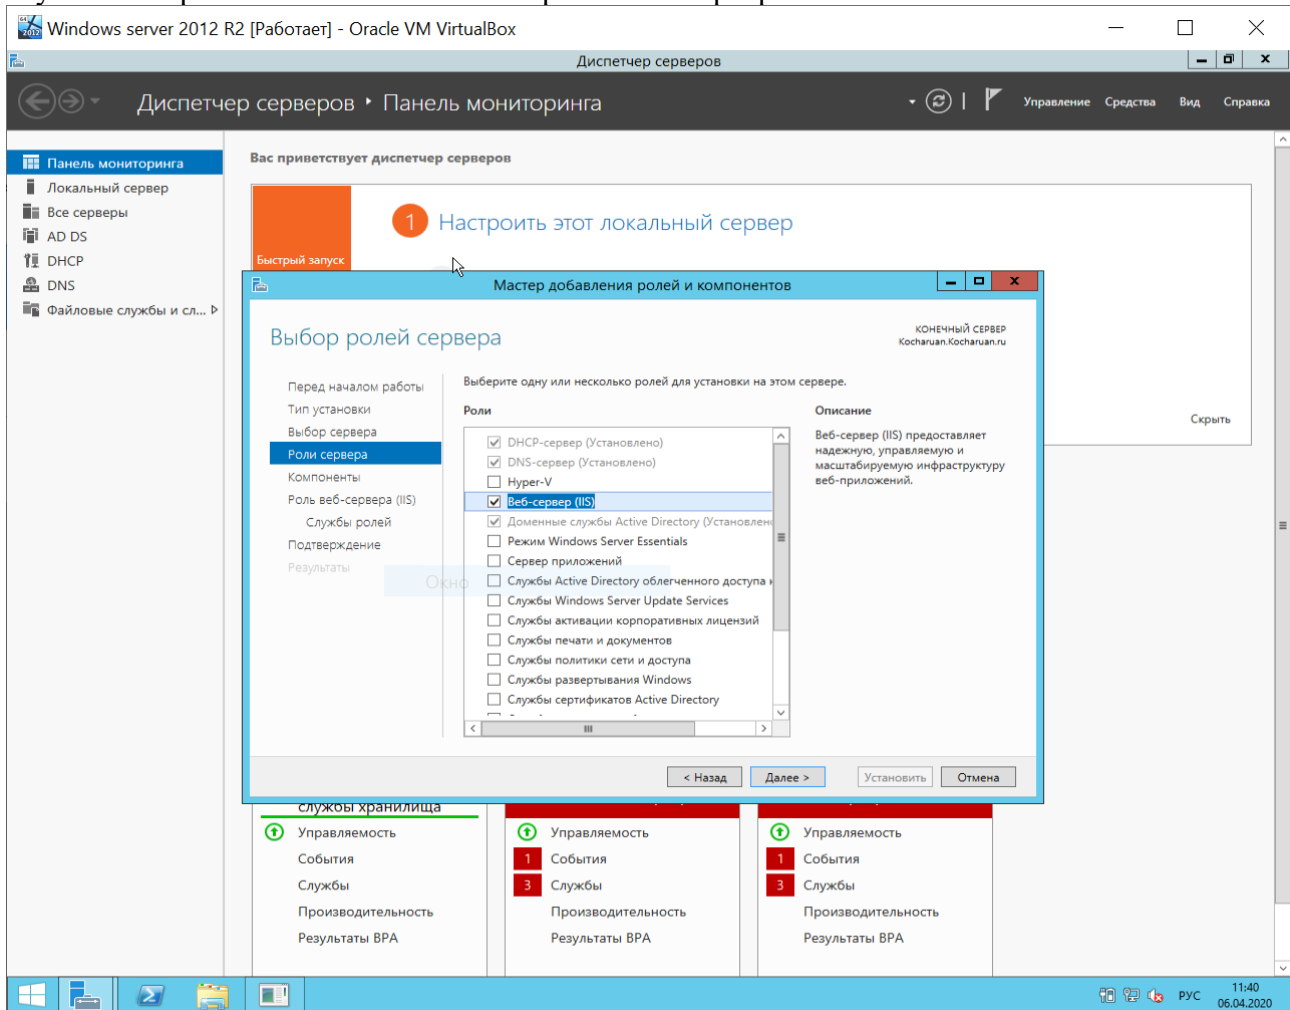 Windows server 2012 R2 [Работает] - Oracle VM VirtualBox
Диспетчер серверов
Диспетчер серверов ‣ Панель мониторинга
Управление Средства Вид Справка
Панель мониторинга
Локальный сервер
Все серверы
AD DS
DHCP
DNS
Файловые службы и сл...
Вас приветствует диспетчер серверов
Быстрый запуск
1 Настроить этот локальный сервер
Скрыть
Мастер добавления ролей и компонентов
Выбор ролей сервера
КОНЕЧНЫЙ СЕРВЕР
Kocharuan.Kocharuan.ru
Перед началом работы
Тип установки
Выбор сервера
Роли сервера
Компоненты
Роль веб-сервера (IIS)
Службы ролей
Подтверждение
Результаты
Окно
Выберите одну или несколько ролей для установки на этом сервере.
Роли
DHCP-сервер (Установлено)
DNS-сервер (Установлено)
Hyper-V
Веб-сервер (IIS)
Доменные службы Active Directory (Установлено
Режим Windows Server Essentials
Сервер приложений
Службы Active Directory облегченного доступа к
Службы Windows Server Update Services
Службы активации корпоративных лицензий
Службы печати и документов
Службы политики сети и доступа
Службы развертывания Windows
Службы сертификатов Active Directory
Описание
Веб-сервер (IIS) предоставляет
надежную, управляемую и
масштабируемую инфраструктуру
веб-приложений.
< Назад
Далее >
Установить
Отмена
службы хранилища
Управляемость
События
Службы
Производительность
Результаты BPA
Управляемость
1 События
3 Службы
Производительность
Результаты BPA
Управляемость
1 События
3 Службы
Производительность
Результаты BPA
РУС
11:40
06.04.2020